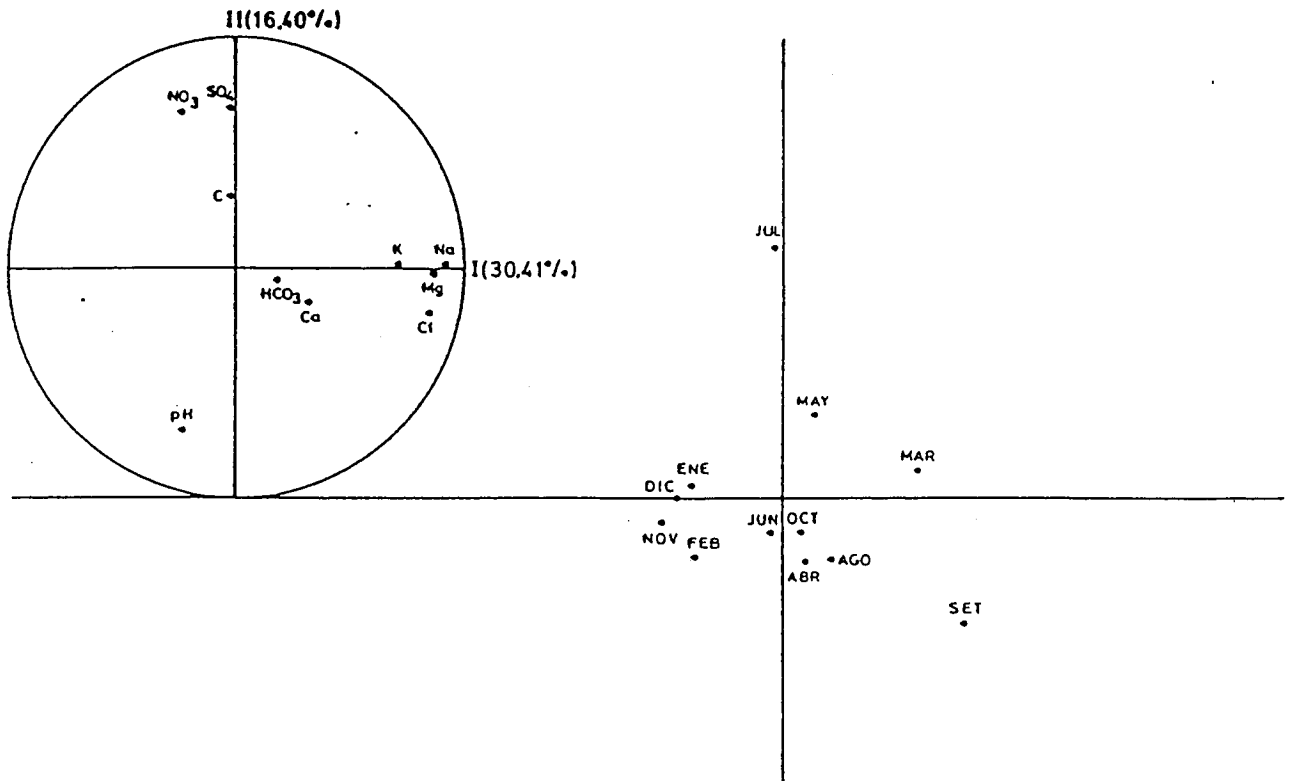 II(16,40%)
NO3 SO4
C
K Na
I(30,41%)
HCO3 Mg
Ca Cl
pH
JUL
MAY
MAR
ENE
DIC
JUN OCT
NOV FEB
AGO
ABR
SET